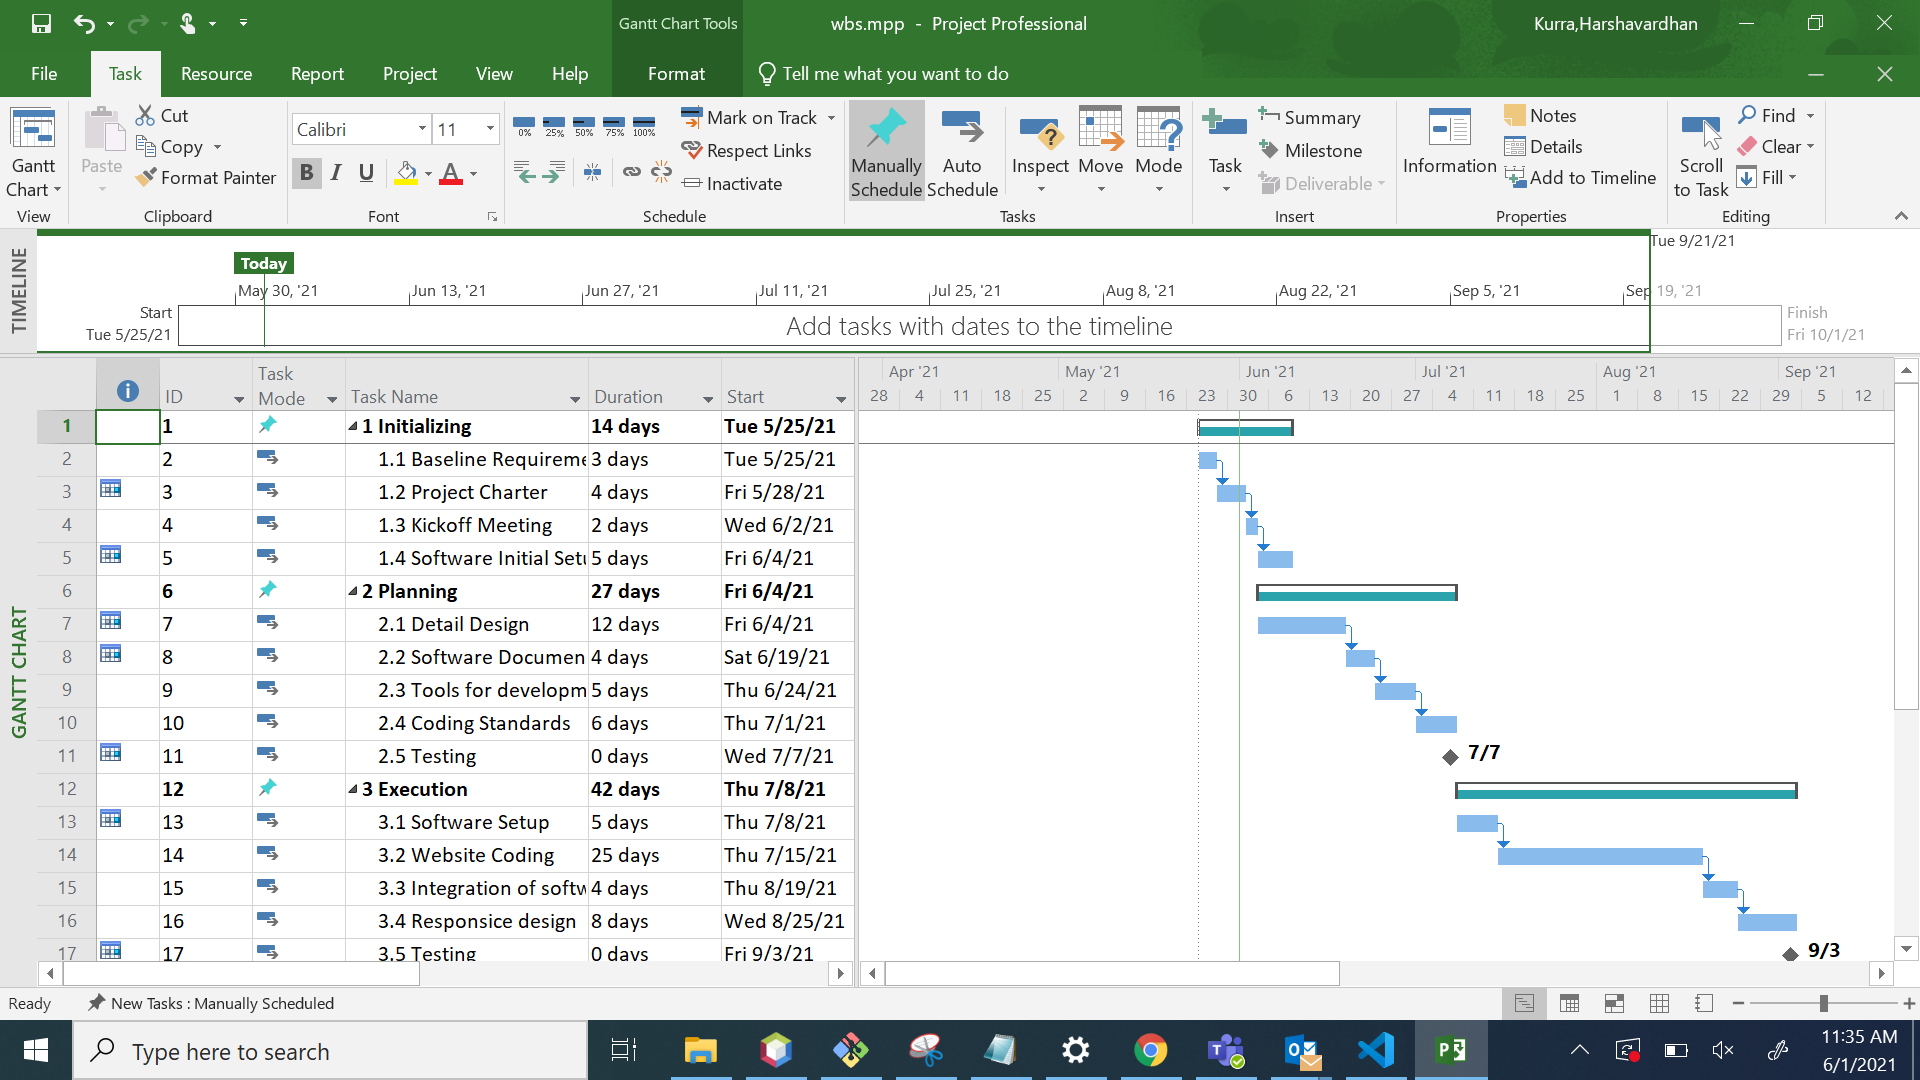 Gantt Chart Tools
wbs.mpp - Project Professional
Kurra,Harshavardhan
File Task Resource Report Project View Help Format Tell me what you want to do
Gantt Chart
View
Paste
Cut
Copy
Format Painter
Clipboard
Calibri 11
B I U A
Font
0% 25% 50% 75% 100%
Mark on Track
Respect Links
Inactivate
Schedule
Manually Schedule
Auto Schedule
Inspect
Move
Mode
Tasks
Task
Summary
Milestone
Deliverable
Insert
Information
Notes
Details
Add to Timeline
Properties
Scroll to Task
Find
Clear
Fill
Editing
TIMELINE
Tue 9/21/21
Today
May 30, '21 Jun 13, '21 Jun 27, '21 Jul 11, '21 Jul 25, '21 Aug 8, '21 Aug 22, '21 Sep 5, '21 Sep 19, '21
Start
Tue 5/25/21
Add tasks with dates to the timeline
Finish
Fri 10/1/21
GANTT CHART
ID Task Mode Task Name Duration Start
Apr '21 May '21 Jun '21 Jul '21 Aug '21 Sep '21
28 4 11 18 25 2 9 16 23 30 6 13 20 27 4 11 18 25 1 8 15 22 29 5 12
1 1 1 Initializing 14 days Tue 5/25/21
2 2 1.1 Baseline Requireme 3 days Tue 5/25/21
3 3 1.2 Project Charter 4 days Fri 5/28/21
4 4 1.3 Kickoff Meeting 2 days Wed 6/2/21
5 5 1.4 Software Initial Setu 5 days Fri 6/4/21
6 6 2 Planning 27 days Fri 6/4/21
7 7 2.1 Detail Design 12 days Fri 6/4/21
8 8 2.2 Software Documen 4 days Sat 6/19/21
9 9 2.3 Tools for developm 5 days Thu 6/24/21
10 10 2.4 Coding Standards 6 days Thu 7/1/21
11 11 2.5 Testing 0 days Wed 7/7/21 7/7
12 12 3 Execution 42 days Thu 7/8/21
13 13 3.1 Software Setup 5 days Thu 7/8/21
14 14 3.2 Website Coding 25 days Thu 7/15/21
15 15 3.3 Integration of softw 4 days Thu 8/19/21
16 16 3.4 Responsice design 8 days Wed 8/25/21
17 17 3.5 Testing 0 days Fri 9/3/21 9/3
Ready New Tasks : Manually Scheduled
Type here to search
11:35 AM
6/1/2021